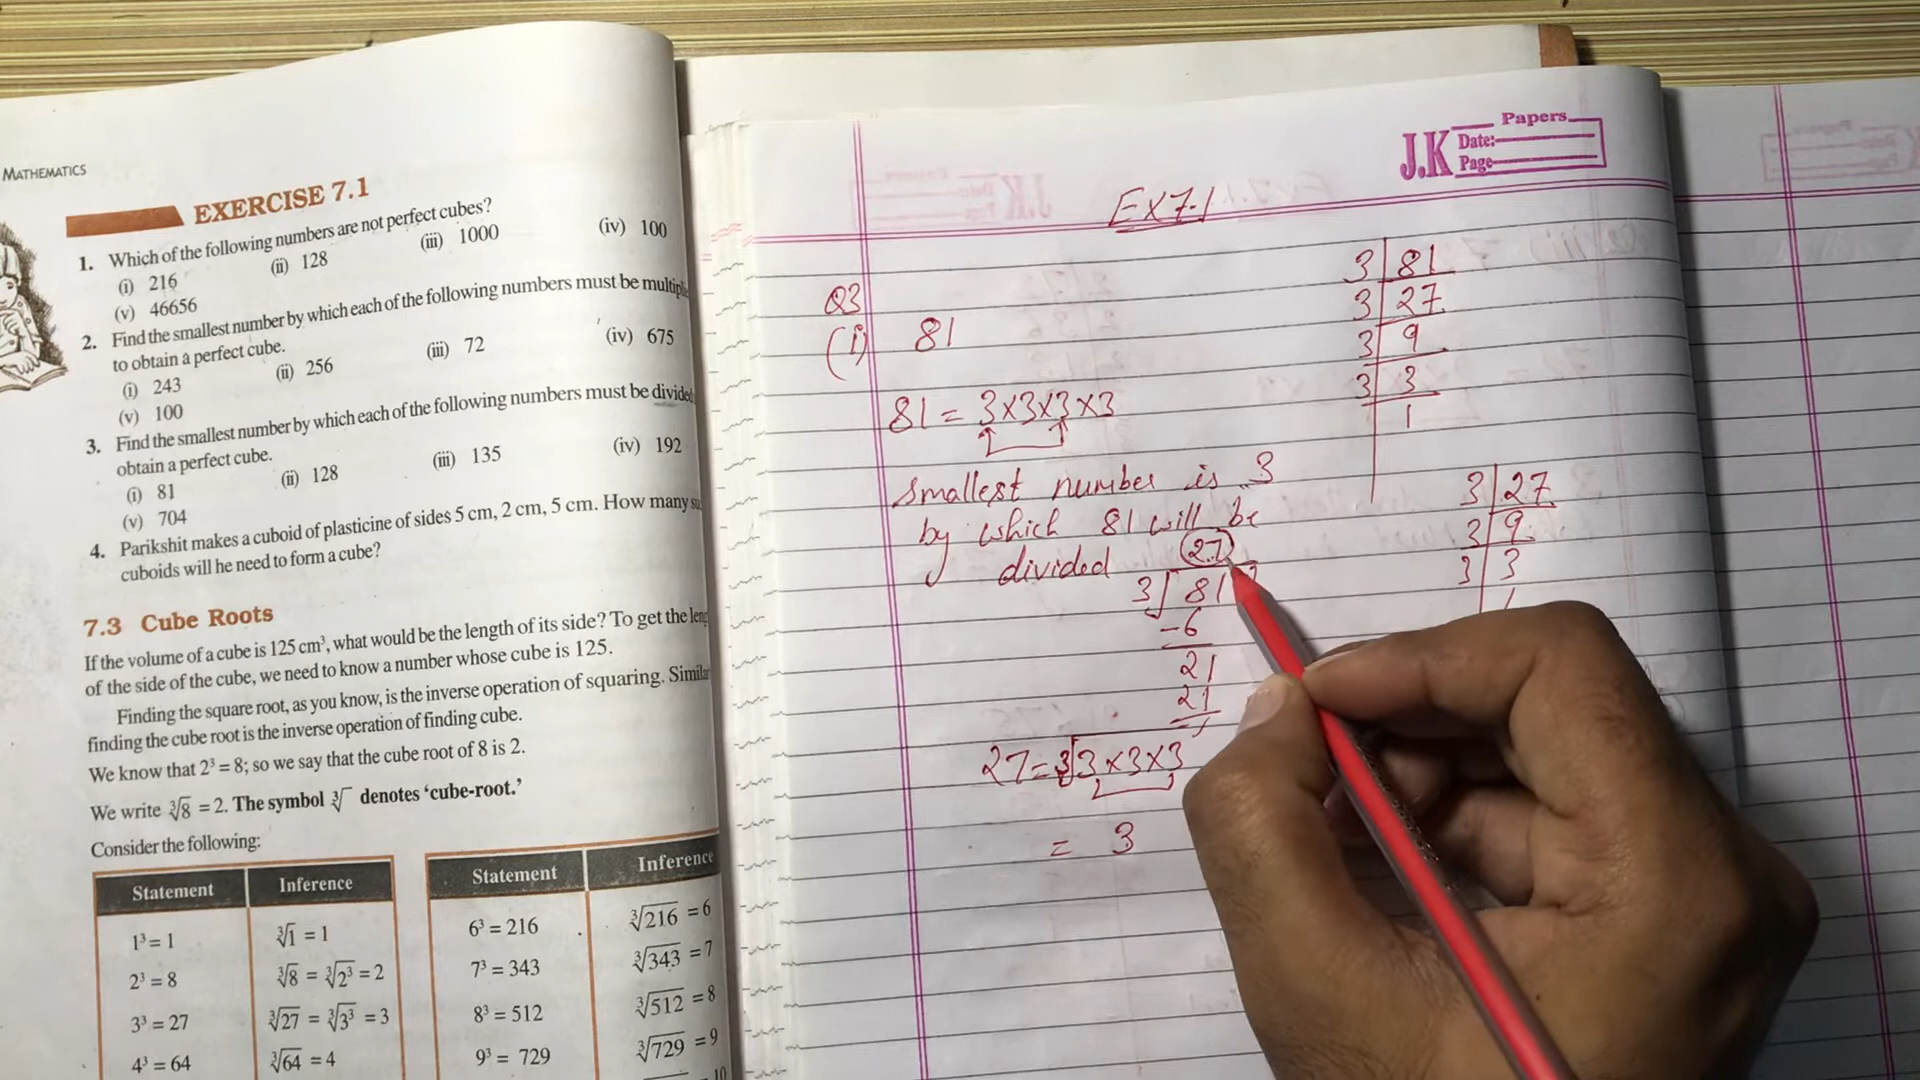 MATHEMATICS
EXERCISE 7.1
1. Which of the following numbers are not perfect cubes?
(i) 216 (ii) 128 (iii) 1000 (iv) 100
(v) 46656
2. Find the smallest number by which each of the following numbers must be
to obtain a perfect cube.
(i) 243 (ii) 256 (iii) 72 (iv) 675
(v) 100
3. Find the smallest number by which each of the following numbers must be divided
obtain a perfect cube.
(i) 81 (ii) 128 (iii) 135 (iv) 192
(v) 704
4. Parikshit makes a cuboid of plasticine of sides 5 cm, 2 cm, 5 cm. How many
cuboids will he need to form a cube?
7.3 Cube Roots
If the volume of a cube is 125 cm³, what would be the length of its side? To get the
of the side of the cube, we need to know a number whose cube is 125.
Finding the square root, as you know, is the inverse operation of squaring.
finding the cube root is the inverse operation of finding cube.
We know that 2³ = 8; so we say that the cube root of 8 is 2.
We write ∛8 = 2. The symbol ∛ denotes ‘cube-root.’
Consider the following:
Statement Inference
1³ = 1 ∛1 = 1
2³ = 8 ∛8 = ∛2³ = 2
3³ = 27 ∛27 = ∛3³ = 3
4³ = 64 ∛64 = 4
Statement Inference
6³ = 216 ∛216 = 6
7³ = 343 ∛343 = 7
8³ = 512 ∛512 = 8
9³ = 729 ∛729 = 9
10
J.K Papers
Date:
Page
EX7.1
Q3
(i) 81
81 = 3×3×3×3
Smallest number is 3
by which 81 will be
divided
27
3 81
-6
21
21
27 = ∛3×3×3
= 3
3 81
3 27
3 9
3 3
1
3 27
3 9
3 3
1